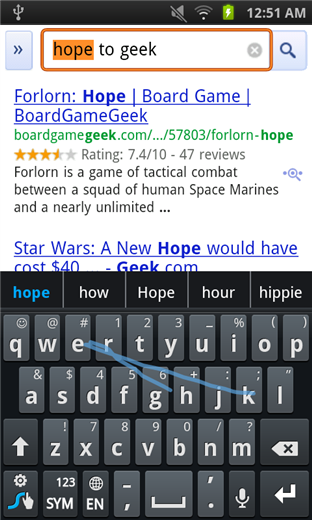 12:51 AM
» hope to geek
Forlorn: Hope | Board Game |
BoardGameGeek
boardgamegeek.com/.../57803/forlorn-hope
Rating: 7.4/10 - 47 reviews
Forlorn is a game of tactical combat
between a squad of human Space Marines
and a nearly unlimited ...
Star Wars: A New Hope would have
cost $40 ... - Geek.com
hope how Hope hour hippie
☺ @ # 1 2 3 _ % ( )
q w e r t y u i o p
& $ 4 5 6 + : ; "
a s d f g h j k l
7 8 9 0 / ?
z x c v b n m
123
SYM EN - , ' .